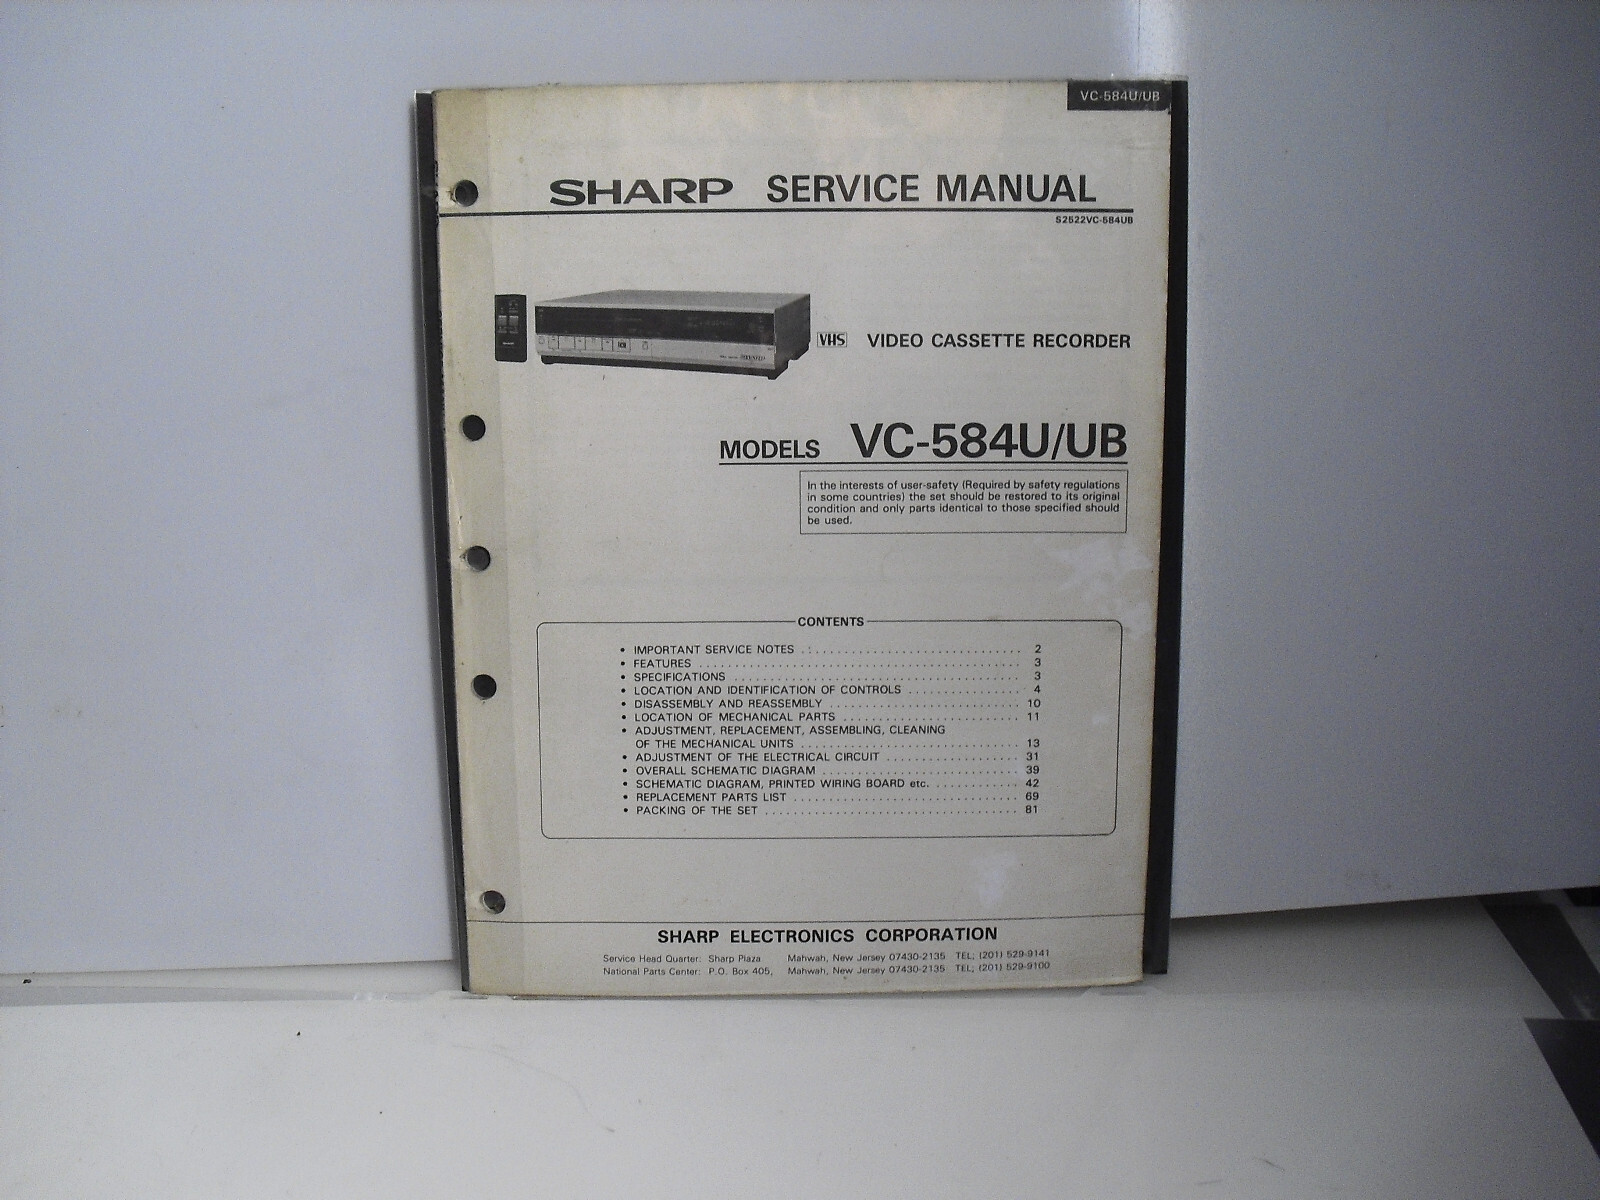 VC-584U/UB
SHARP SERVICE MANUAL
S2522VC-584UB
VHS VIDEO CASSETTE RECORDER
MODELS VC-584U/UB
In the interests of user-safety (Required by safety regulations
in some countries) the set should be restored to its original
condition and only parts identical to those specified should
be used.
CONTENTS
• IMPORTANT SERVICE NOTES . . . . . . . . . . . . . . . . . . . . . . . . . . . . . . 2
• FEATURES . . . . . . . . . . . . . . . . . . . . . . . . . . . . . . . . . . . . . . . . 3
• SPECIFICATIONS . . . . . . . . . . . . . . . . . . . . . . . . . . . . . . . . . . . 3
• LOCATION AND IDENTIFICATION OF CONTROLS . . . . . . . . . . . . . . . . 4
• DISASSEMBLY AND REASSEMBLY . . . . . . . . . . . . . . . . . . . . . . . . 10
• LOCATION OF MECHANICAL PARTS . . . . . . . . . . . . . . . . . . . . . . 11
• ADJUSTMENT, REPLACEMENT, ASSEMBLING, CLEANING
OF THE MECHANICAL UNITS . . . . . . . . . . . . . . . . . . . . . . . . . . . 13
• ADJUSTMENT OF THE ELECTRICAL CIRCUIT . . . . . . . . . . . . . . . . . 31
• OVERALL SCHEMATIC DIAGRAM . . . . . . . . . . . . . . . . . . . . . . . . 39
• SCHEMATIC DIAGRAM, PRINTED WIRING BOARD etc. . . . . . . . . . . . 42
• REPLACEMENT PARTS LIST . . . . . . . . . . . . . . . . . . . . . . . . . . . . 69
• PACKING OF THE SET . . . . . . . . . . . . . . . . . . . . . . . . . . . . . . . . 81
SHARP ELECTRONICS CORPORATION
Service Head Quarter: Sharp Plaza Mahwah, New Jersey 07430-2135 TEL; (201) 529-9141
National Parts Center: P.O. Box 405, Mahwah, New Jersey 07430-2135 TEL; (201) 529-9100